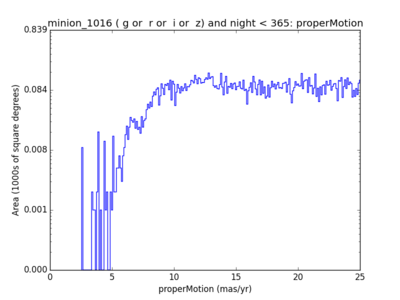 minion_1016 ( g or r or i or z) and night < 365: properMotion
0.839
0.084
0.008
0.001
0.000
Area (1000s of square degrees)
0 5 10 15 20 25
properMotion (mas/yr)